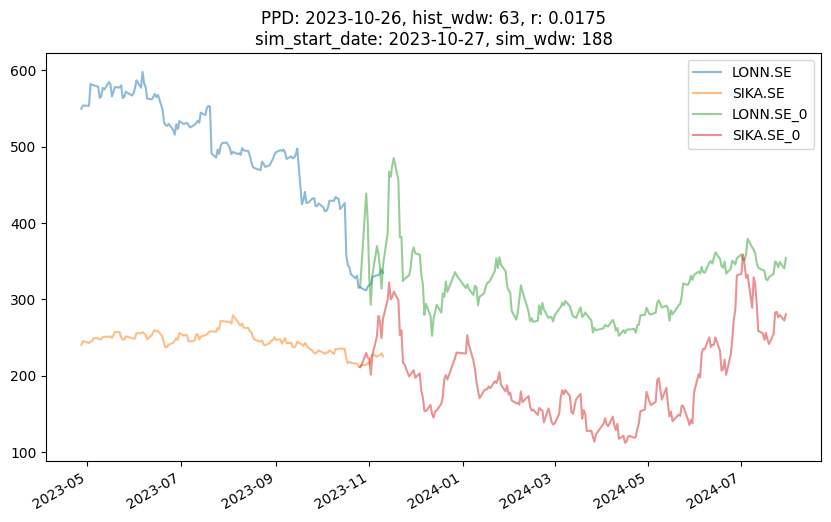 PPD: 2023-10-26, hist_wdw: 63, r: 0.0175
sim_start_date: 2023-10-27, sim_wdw: 188
LONN.SE
SIKA.SE
LONN.SE_0
SIKA.SE_0
600
500
400
300
200
100
2023-05
2023-07
2023-09
2023-11
2024-01
2024-03
2024-05
2024-07